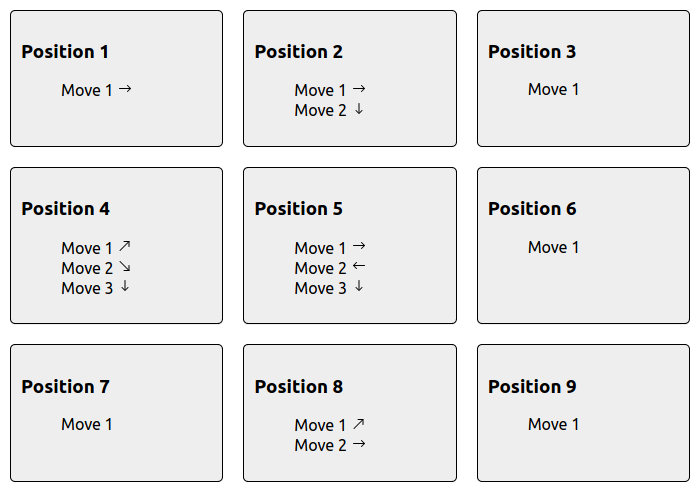 Position 1
Move 1 →
Position 2
Move 1 →
Move 2 ↓
Position 3
Move 1
Position 4
Move 1 ↗
Move 2 ↘
Move 3 ↓
Position 5
Move 1 →
Move 2 ←
Move 3 ↓
Position 6
Move 1
Position 7
Move 1
Position 8
Move 1 ↗
Move 2 →
Position 9
Move 1